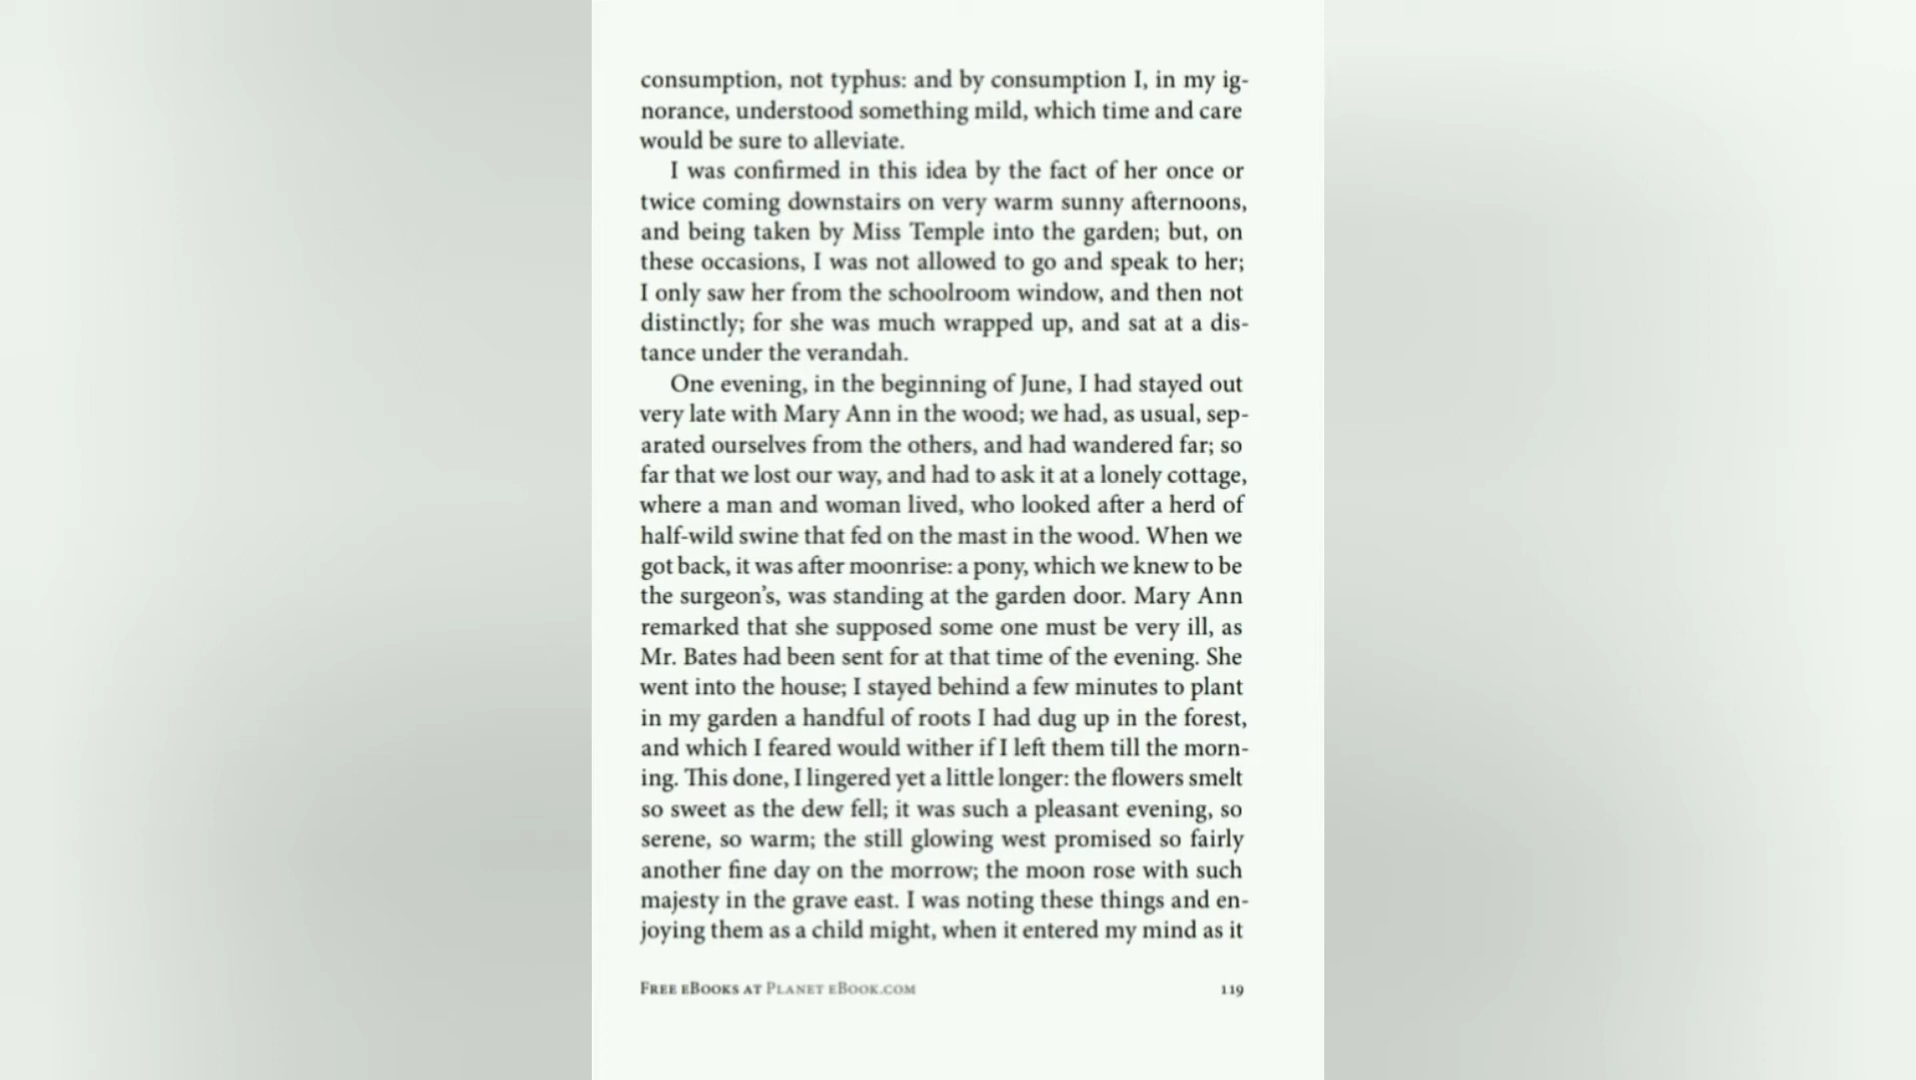 consumption, not typhus: and by consumption I, in my ig-
norance, understood something mild, which time and care
would be sure to alleviate.
I was confirmed in this idea by the fact of her once or
twice coming downstairs on very warm sunny afternoons,
and being taken by Miss Temple into the garden; but, on
these occasions, I was not allowed to go and speak to her;
I only saw her from the schoolroom window, and then not
distinctly; for she was much wrapped up, and sat at a dis-
tance under the verandah.
One evening, in the beginning of June, I had stayed out
very late with Mary Ann in the wood; we had, as usual, sep-
arated ourselves from the others, and had wandered far; so
far that we lost our way, and had to ask it at a lonely cottage,
where a man and woman lived, who looked after a herd of
half-wild swine that fed on the mast in the wood. When we
got back, it was after moonrise: a pony, which we knew to be
the surgeon’s, was standing at the garden door. Mary Ann
remarked that she supposed some one must be very ill, as
Mr. Bates had been sent for at that time of the evening. She
went into the house; I stayed behind a few minutes to plant
in my garden a handful of roots I had dug up in the forest,
and which I feared would wither if I left them till the morn-
ing. This done, I lingered yet a little longer: the flowers smelt
so sweet as the dew fell; it was such a pleasant evening, so
serene, so warm; the still glowing west promised so fairly
another fine day on the morrow; the moon rose with such
majesty in the grave east. I was noting these things and en-
joying them as a child might, when it entered my mind as it
Free eBooks at Planet eBook.com 119